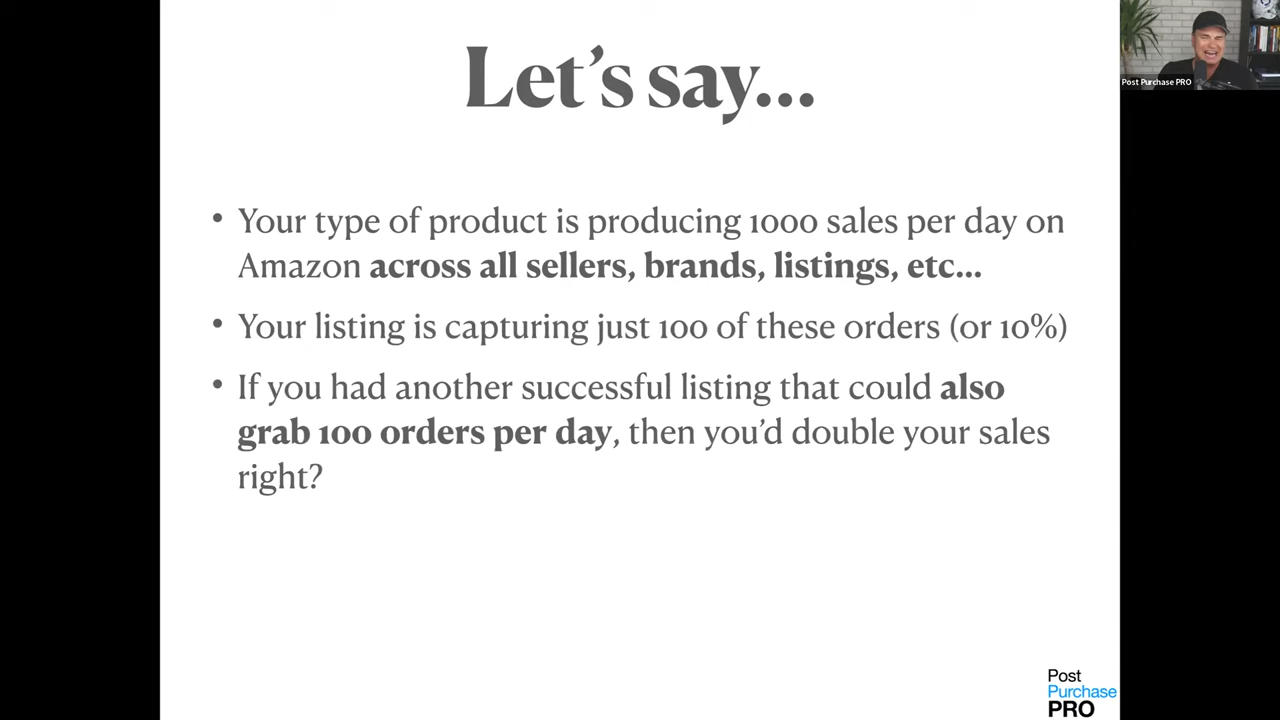 Let’s say...
• Your type of product is producing 1000 sales per day on
Amazon across all sellers, brands, listings, etc...
• Your listing is capturing just 100 of these orders (or 10%)
• If you had another successful listing that could also
grab 100 orders per day, then you’d double your sales
right?
Post Purchase PRO
Post
Purchase
PRO